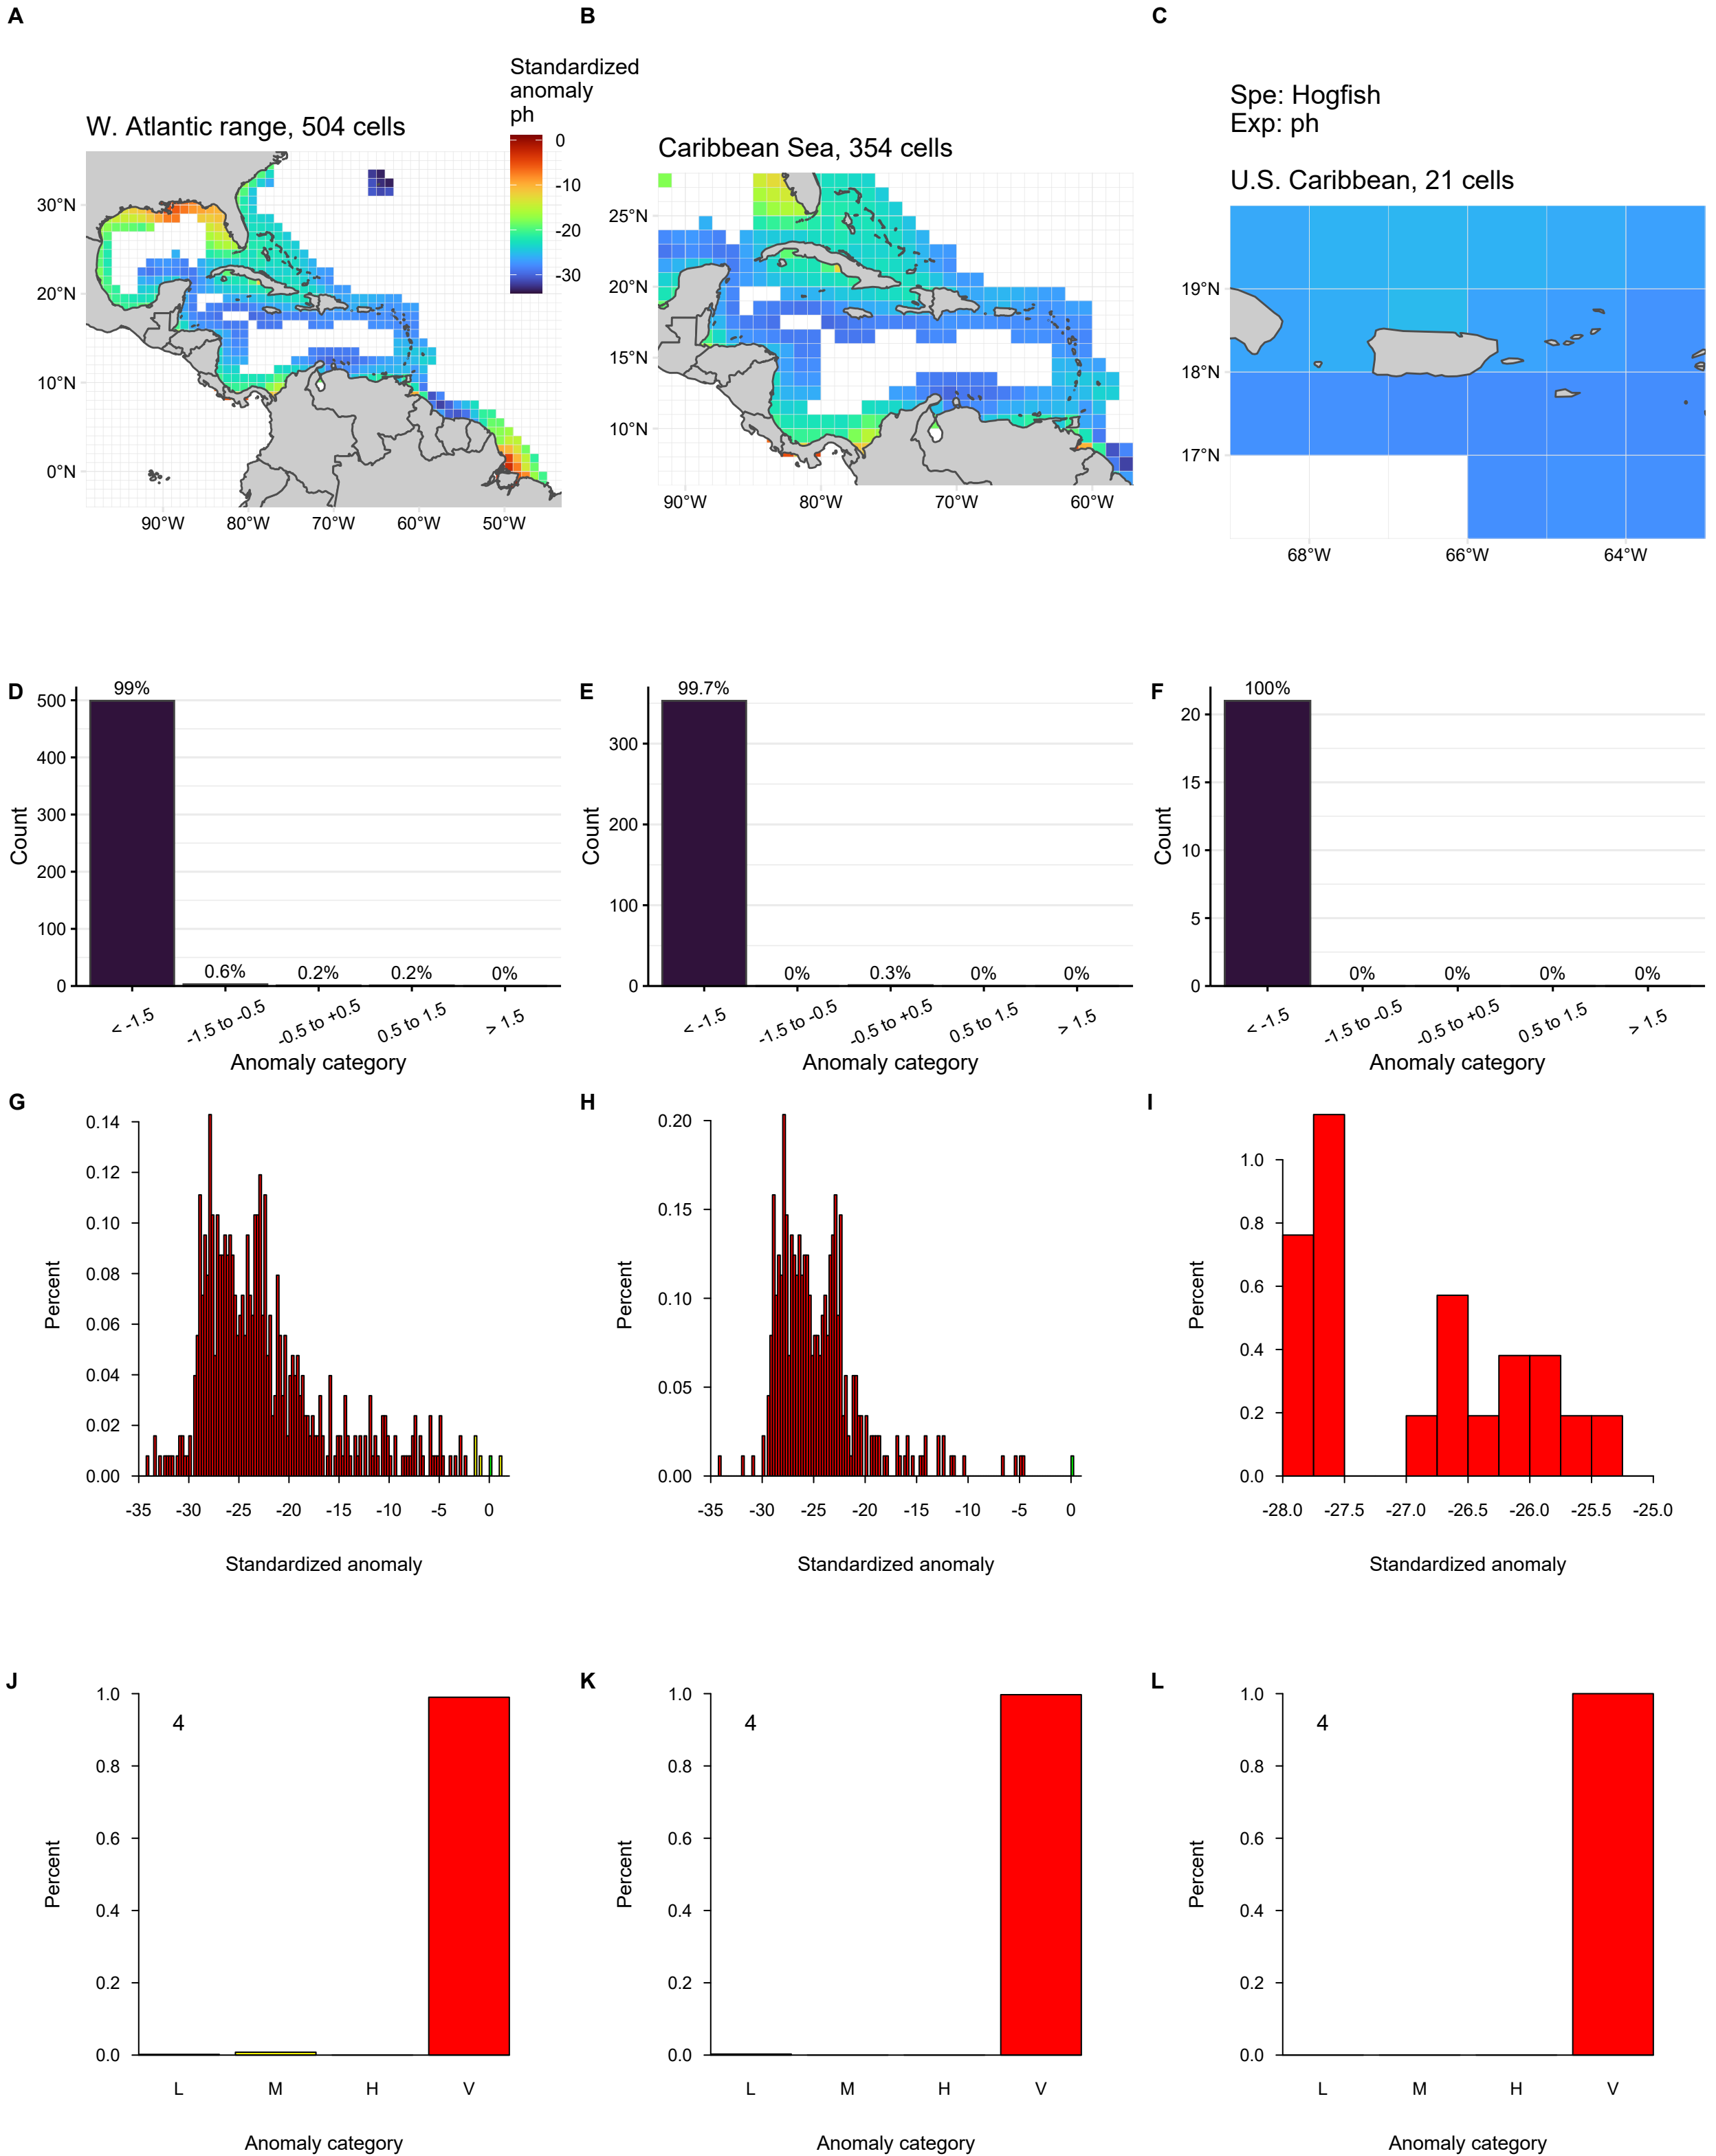 A
B
C
Standardized
anomaly
ph
0
-10
-20
-30
W. Atlantic range, 504 cells
30°N
20°N
10°N
0°N
90°W
80°W
70°W
60°W
50°W
Caribbean Sea, 354 cells
25°N
20°N
15°N
10°N
90°W
80°W
70°W
60°W
Spe: Hogfish
Exp: ph
U.S. Caribbean, 21 cells
19°N
18°N
17°N
68°W
66°W
64°W
D
Count
500
400
300
200
100
0
99%
0.6%
0.2%
0.2%
0%
< -1.5
-1.5 to -0.5
-0.5 to +0.5
0.5 to 1.5
> 1.5
Anomaly category
E
Count
300
200
100
0
99.7%
0%
0.3%
0%
0%
< -1.5
-1.5 to -0.5
-0.5 to +0.5
0.5 to 1.5
> 1.5
Anomaly category
F
Count
20
15
10
5
0
100%
0%
0%
0%
0%
< -1.5
-1.5 to -0.5
-0.5 to +0.5
0.5 to 1.5
> 1.5
Anomaly category
G
Percent
0.14
0.12
0.10
0.08
0.06
0.04
0.02
0.00
-35
-30
-25
-20
-15
-10
-5
0
Standardized anomaly
H
Percent
0.20
0.15
0.10
0.05
0.00
-35
-30
-25
-20
-15
-10
-5
0
Standardized anomaly
I
Percent
1.0
0.8
0.6
0.4
0.2
0.0
-28.0
-27.5
-27.0
-26.5
-26.0
-25.5
-25.0
Standardized anomaly
J
Percent
1.0
0.8
0.6
0.4
0.2
0.0
4
L
M
H
V
Anomaly category
K
Percent
1.0
0.8
0.6
0.4
0.2
0.0
4
L
M
H
V
Anomaly category
L
Percent
1.0
0.8
0.6
0.4
0.2
0.0
4
L
M
H
V
Anomaly category